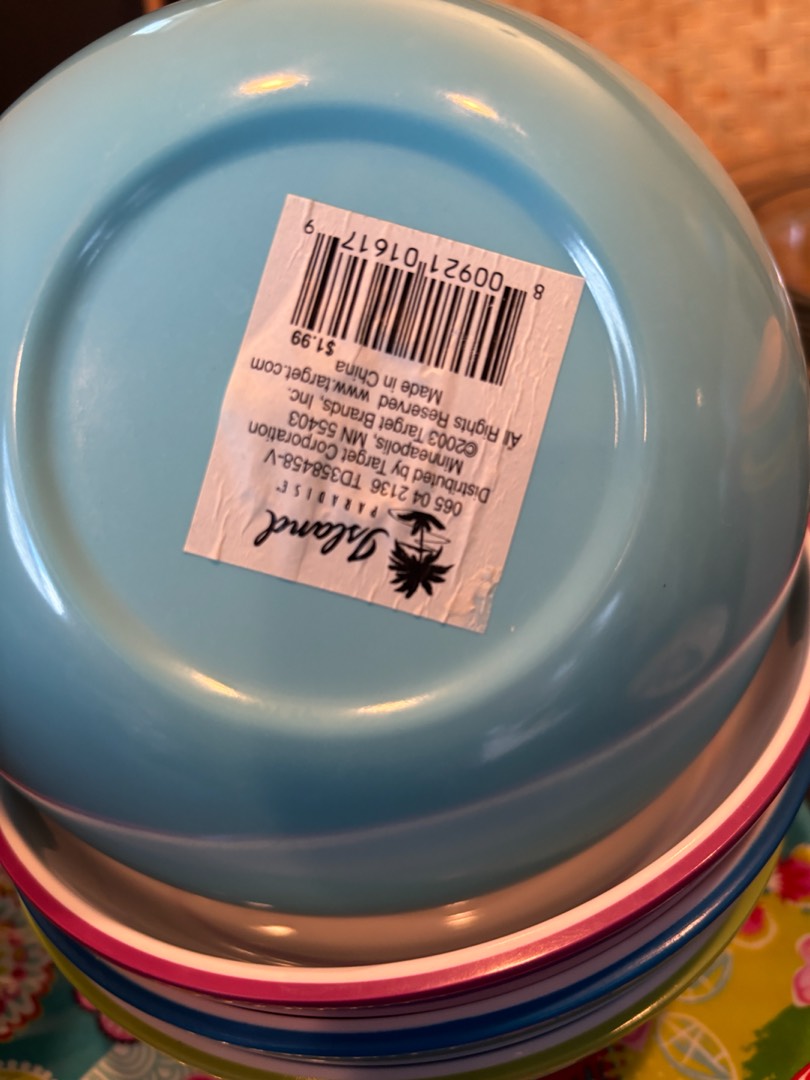 Island
PARADISE™
065 04 2136 TD358458-V
Distributed by Target Corporation
Minneapolis, MN 55403
©2003 Target Brands, Inc.
All Rights Reserved www.target.com
Made in China
$1.99
8 00921 01617 9